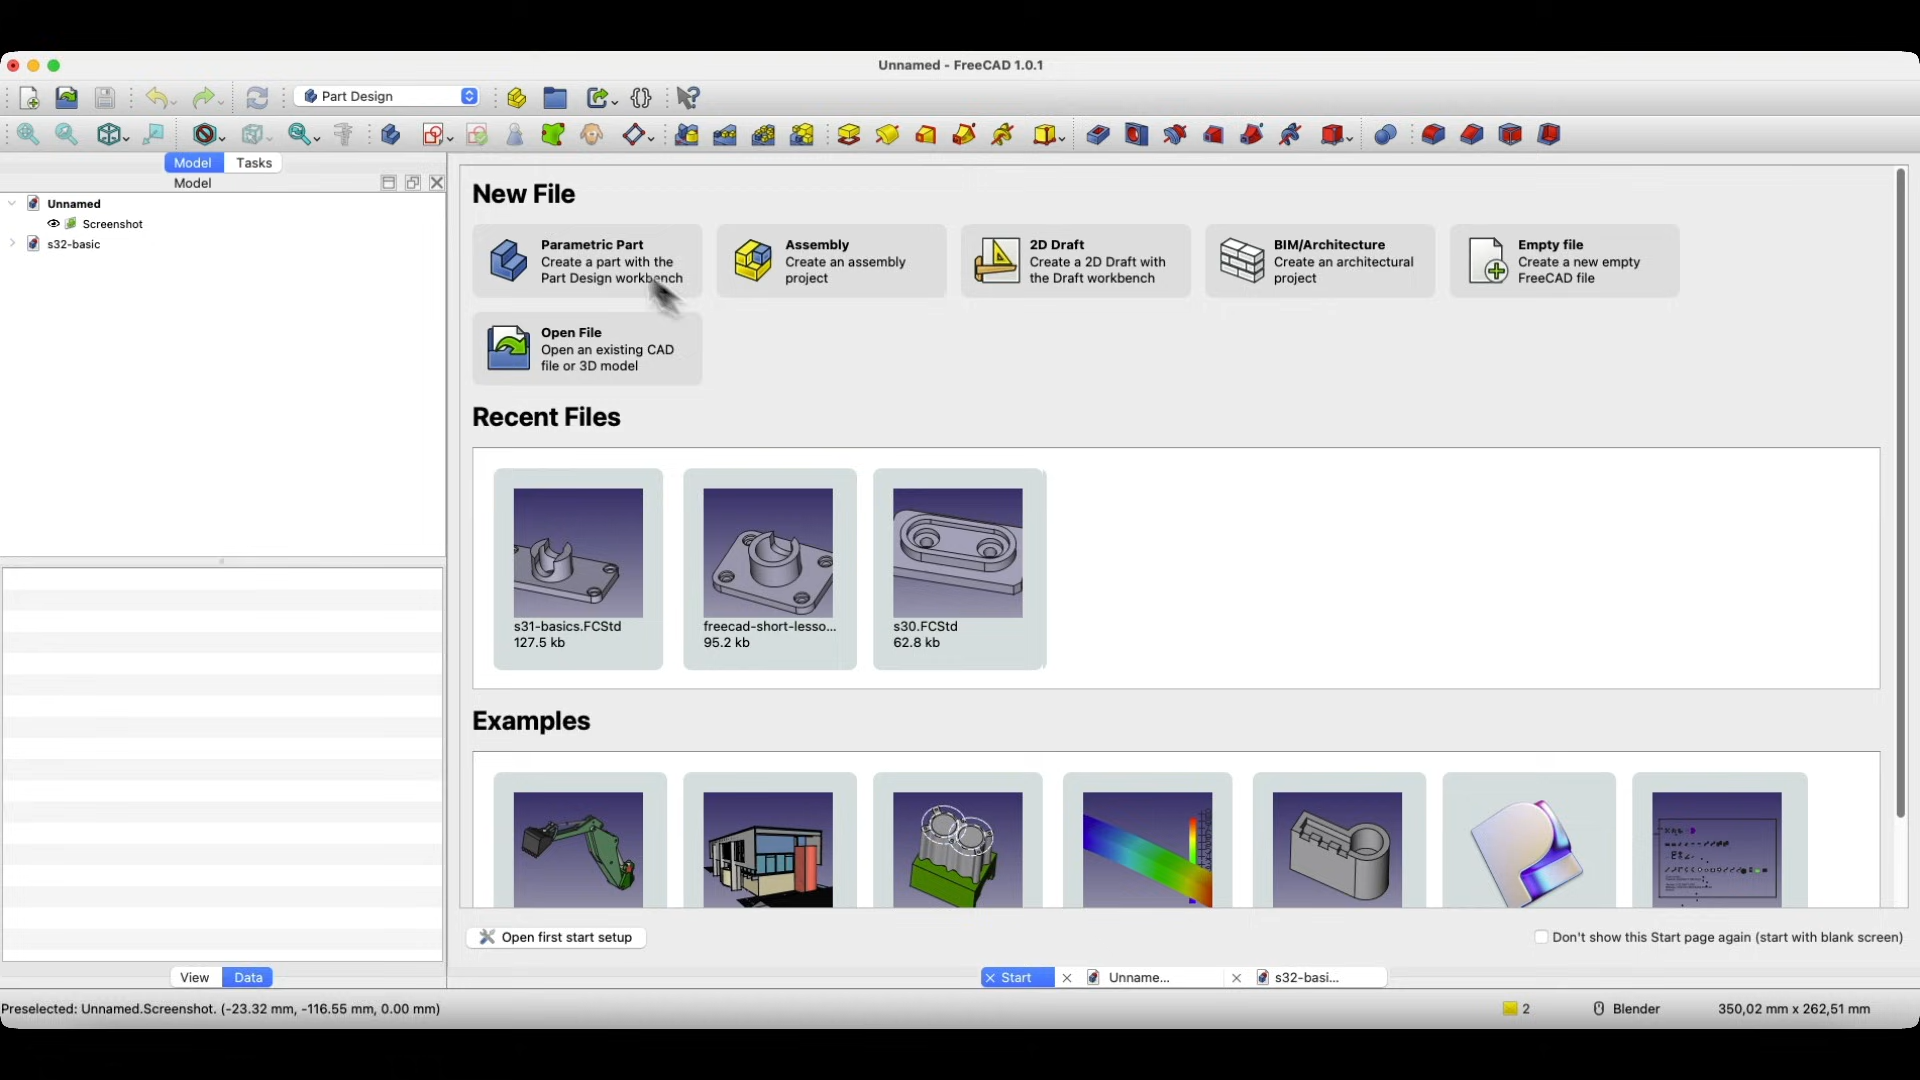 Unnamed - FreeCAD 1.0.1
Part Design
Model
Tasks
Model
Unnamed
Screenshot
s32-basic
New File
Parametric Part
Create a part with the
Part Design workbench
Assembly
Create an assembly
project
2D Draft
Create a 2D Draft with
the Draft workbench
BIM/Architecture
Create an architectural
project
Empty file
Create a new empty
FreeCAD file
Open File
Open an existing CAD
file or 3D model
Recent Files
s31-basics.FCStd
127.5 kb
freecad-short-lesso...
95.2 kb
s30.FCStd
62.8 kb
Examples
Open first start setup
Don't show this Start page again (start with blank screen)
View
Data
Start
Unname...
s32-basi...
Preselected: Unnamed.Screenshot. (-23.32 mm, -116.55 mm, 0.00 mm)
2
Blender
350,02 mm x 262,51 mm